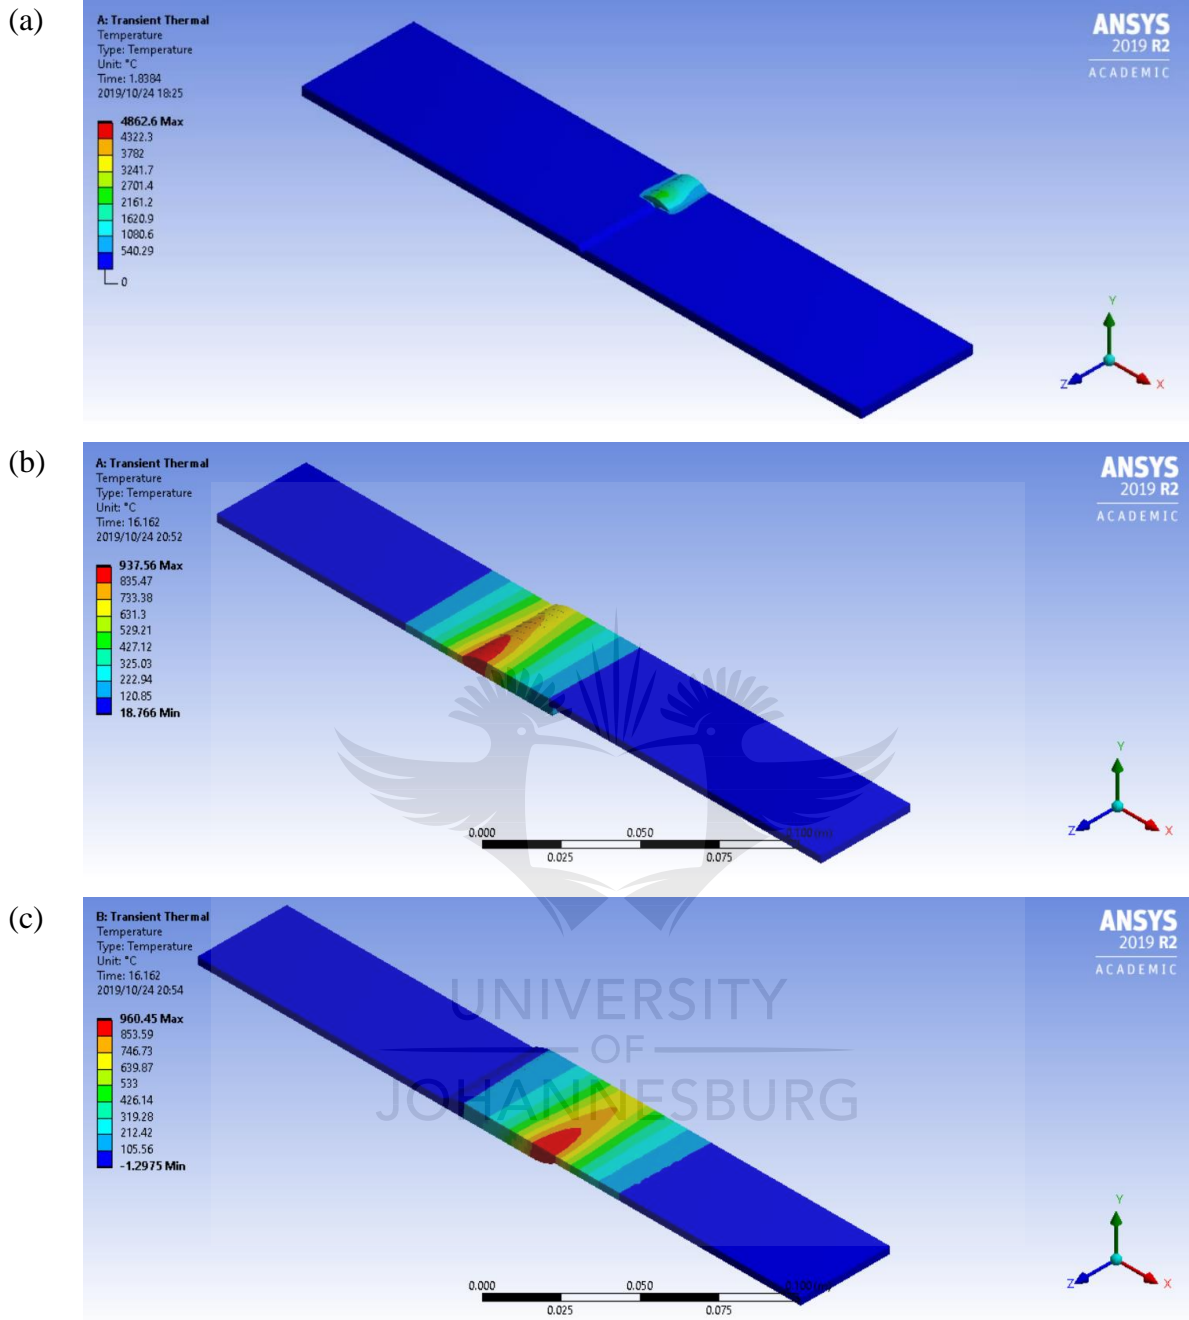 (a)
A: Transient Thermal
Temperature
Type: Temperature
Unit: °C
Time: 1.8384
2019/10/24 18:25
4862.6 Max
4322.3
3782
3241.7
2701.4
2161.2
1620.9
1080.6
540.29
0
ANSYS
2019 R2
ACADEMIC
Y
Z
X
(b)
A: Transient Thermal
Temperature
Type: Temperature
Unit: °C
Time: 16.162
2019/10/24 20:52
937.56 Max
835.47
733.38
631.3
529.21
427.12
325.03
222.94
120.85
18.766 Min
ANSYS
2019 R2
ACADEMIC
0.000
0.050
0.100 (m)
0.025
0.075
Y
Z
X
(c)
B: Transient Thermal
Temperature
Type: Temperature
Unit: °C
Time: 16.162
2019/10/24 20:54
960.45 Max
853.59
746.73
639.87
533
426.14
319.28
212.42
105.56
-1.2975 Min
ANSYS
2019 R2
ACADEMIC
UNIVERSITY
OF
JOHANNESBURG
0.000
0.050
0.100 (m)
0.025
0.075
Y
Z
X